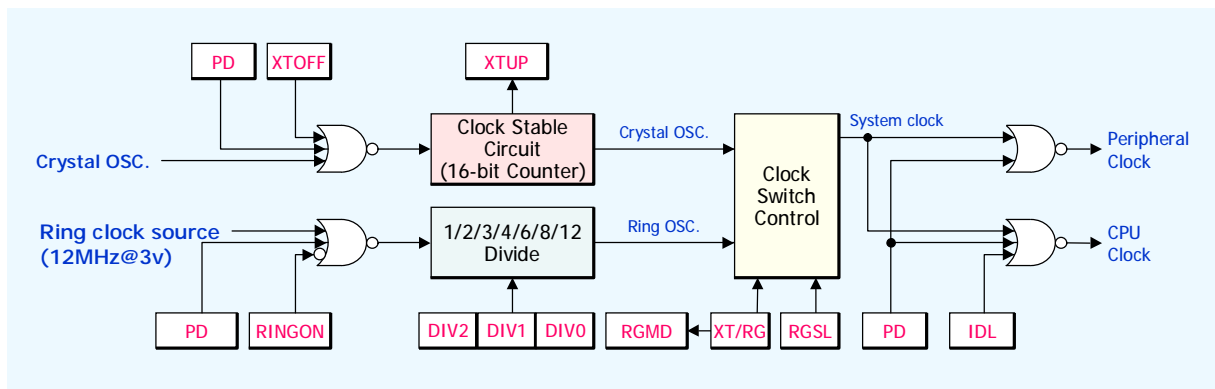 PD
XTOFF
XTUP
Crystal OSC.
Clock Stable
Circuit
(16-bit Counter)
Crystal OSC.
Clock
Switch
Control
System clock
Peripheral
Clock
Ring clock source
(12MHz@3v)
1/2/3/4/6/8/12
Divide
Ring OSC.
CPU
Clock
PD
RINGON
DIV2
DIV1
DIV0
RGMD
XT/RG
RGSL
PD
IDL